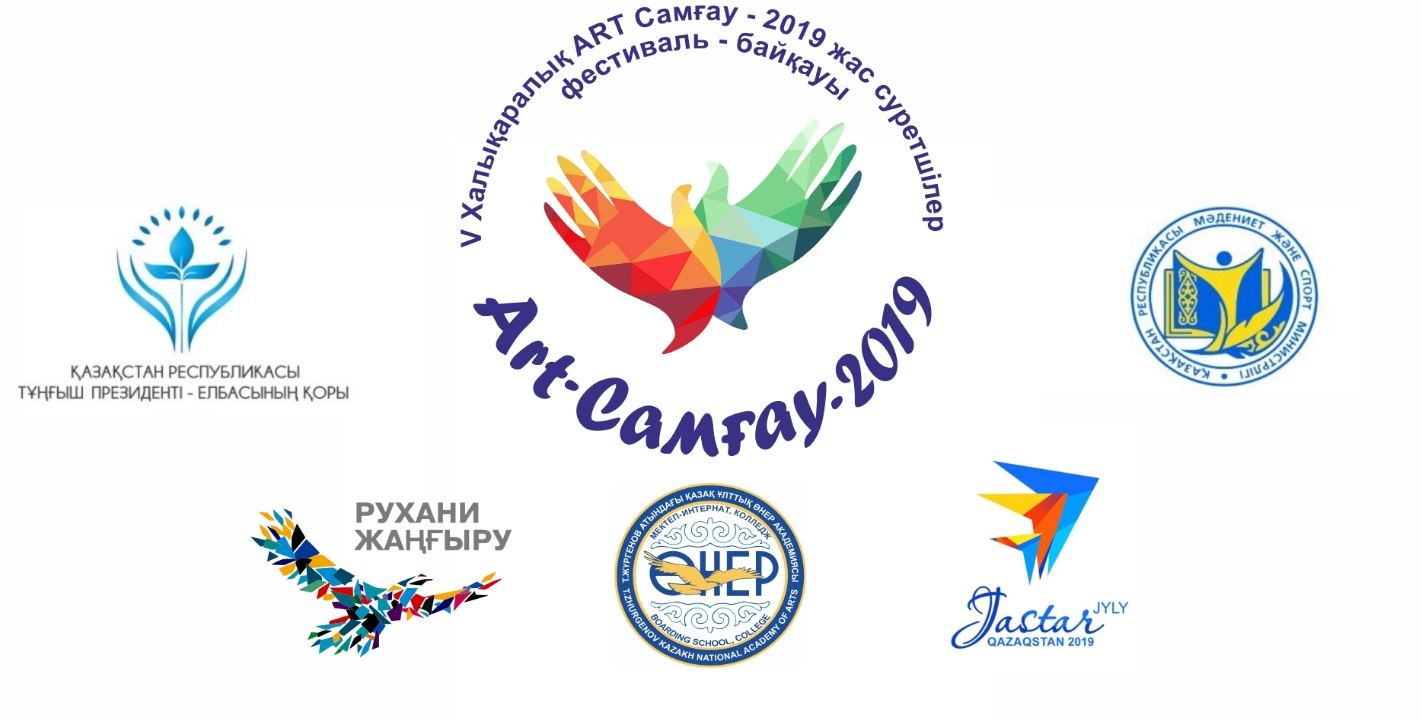 V Халықаралық ART Самғау - 2019 жас суретшілер
фестиваль - байқауы
Art-Самғау-2019
ҚАЗАҚСТАН РЕСПУБЛИКАСЫ
ТҰҢҒЫШ ПРЕЗИДЕНТІ - ЕЛБАСЫНЫҢ ҚОРЫ
ҚАЗАҚСТАН РЕСПУБЛИКАСЫ МӘДЕНИЕТ ЖӘНЕ СПОРТ МИНИСТРЛІГІ
РУХАНИ
ЖАҢҒЫРУ
Т.ЖҮРГЕНОВ АТЫНДАҒЫ ҚАЗАҚ ҰЛТТЫҚ ӨНЕР АКАДЕМИЯСЫ
МЕКТЕП-ИНТЕРНАТ, КОЛЛЕДЖ
ӨНЕР
BOARDING SCHOOL, COLLEGE
T.ZHURGENOV KAZAKH NATIONAL ACADEMY OF ARTS
Jastar JYLY
QAZAQSTAN 2019